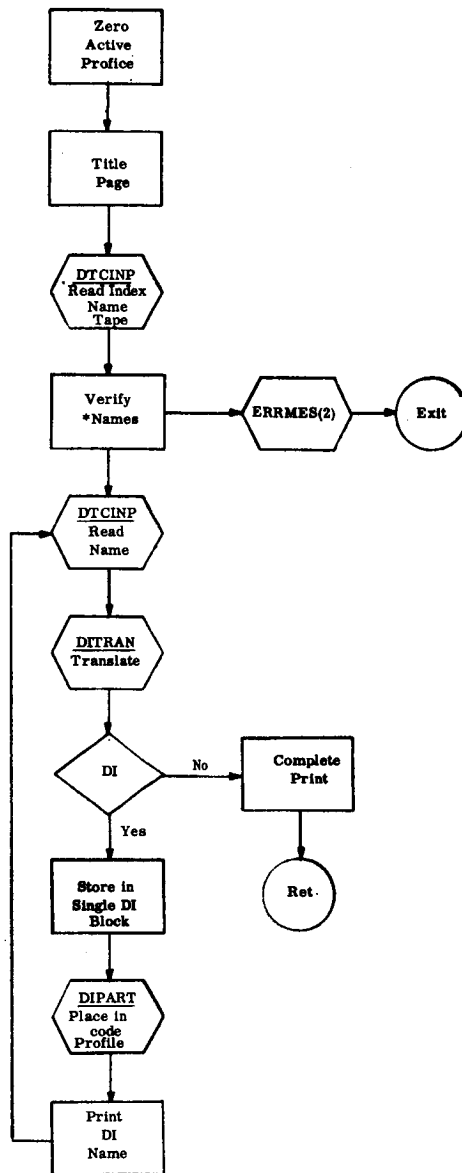 Zero
Active
Profice
Title
Page
DTCINP
Read Index
Name
Tape
Verify
*Names
ERRMES(2)
Exit
DTCINP
Read
Name
DITRAN
Translate
DI
No
Complete
Print
Yes
Ret
Store in
Single DI
Block
DIPART
Place in
code
Profile
Print
DI
Name